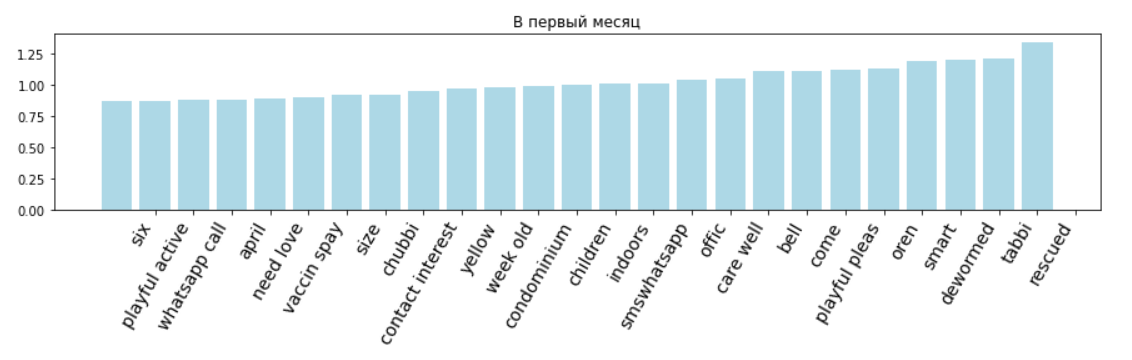 В первый месяц
1.25
1.00
0.75
0.50
0.25
0.00
six
playful active
whatsapp call
april
need love
vaccin spay
size
chubbi
contact interest
yellow
week old
condominium
children
indoors
smswhatsapp
offic
care well
bell
come
playful pleas
oren
smart
dewormed
tabbi
rescued